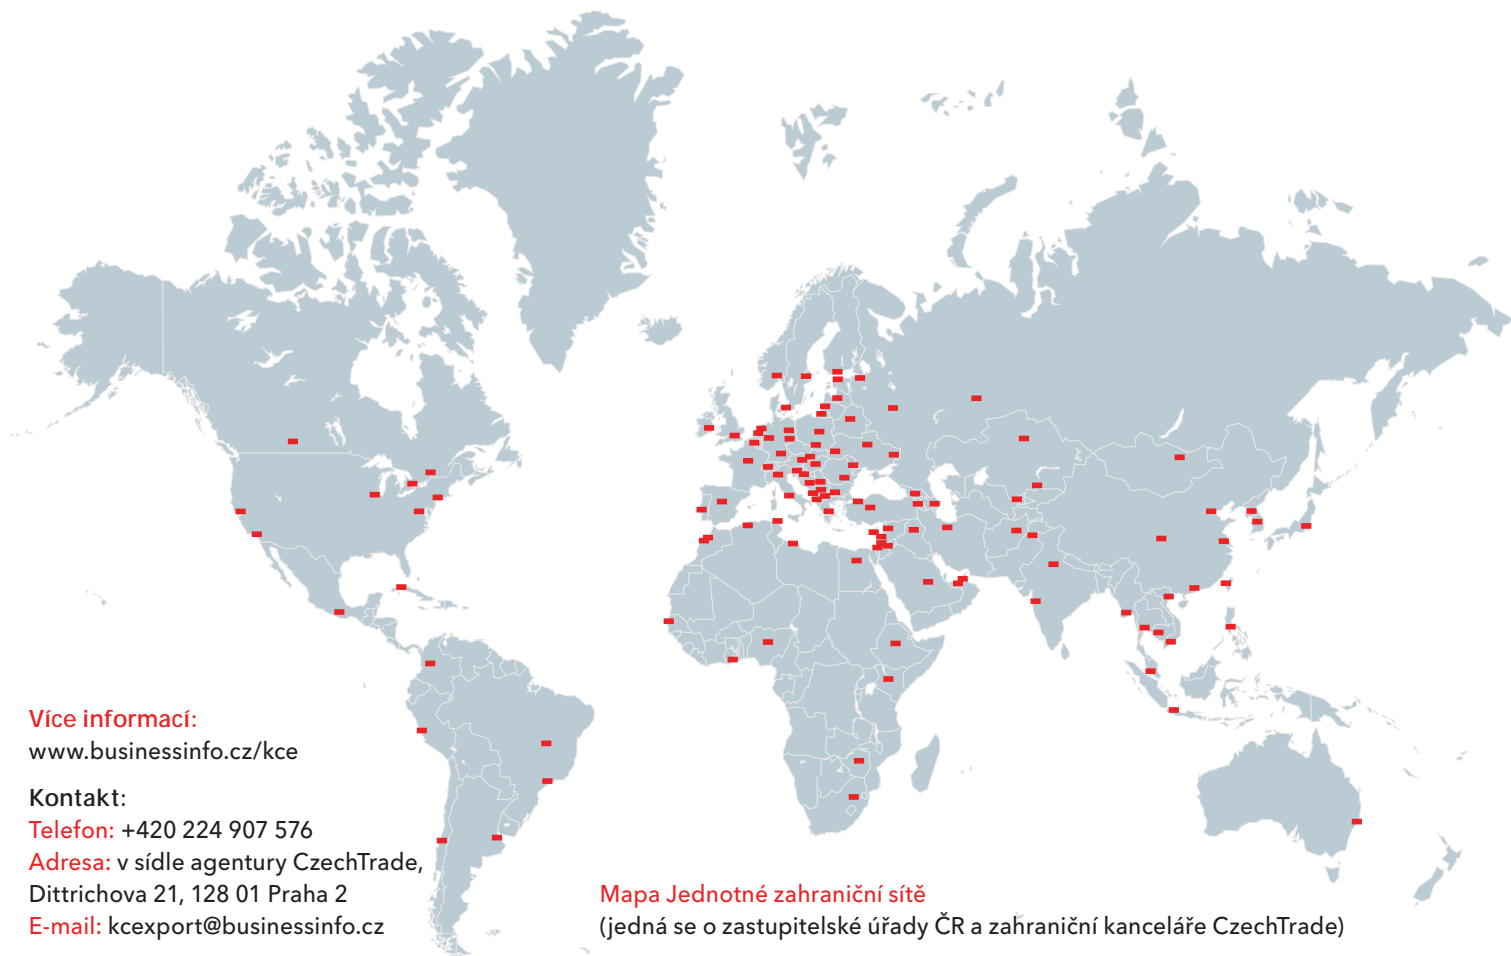 Více informací:
www.businessinfo.cz/kce
Kontakt:
Telefon: +420 224 907 576
Adresa: v sídle agentury CzechTrade,
Dittrichova 21, 128 01 Praha 2
E-mail: kcexport@businessinfo.cz
Mapa Jednotné zahraniční sítě
(jedná se o zastupitelské úřady ČR a zahraniční kanceláře CzechTrade)